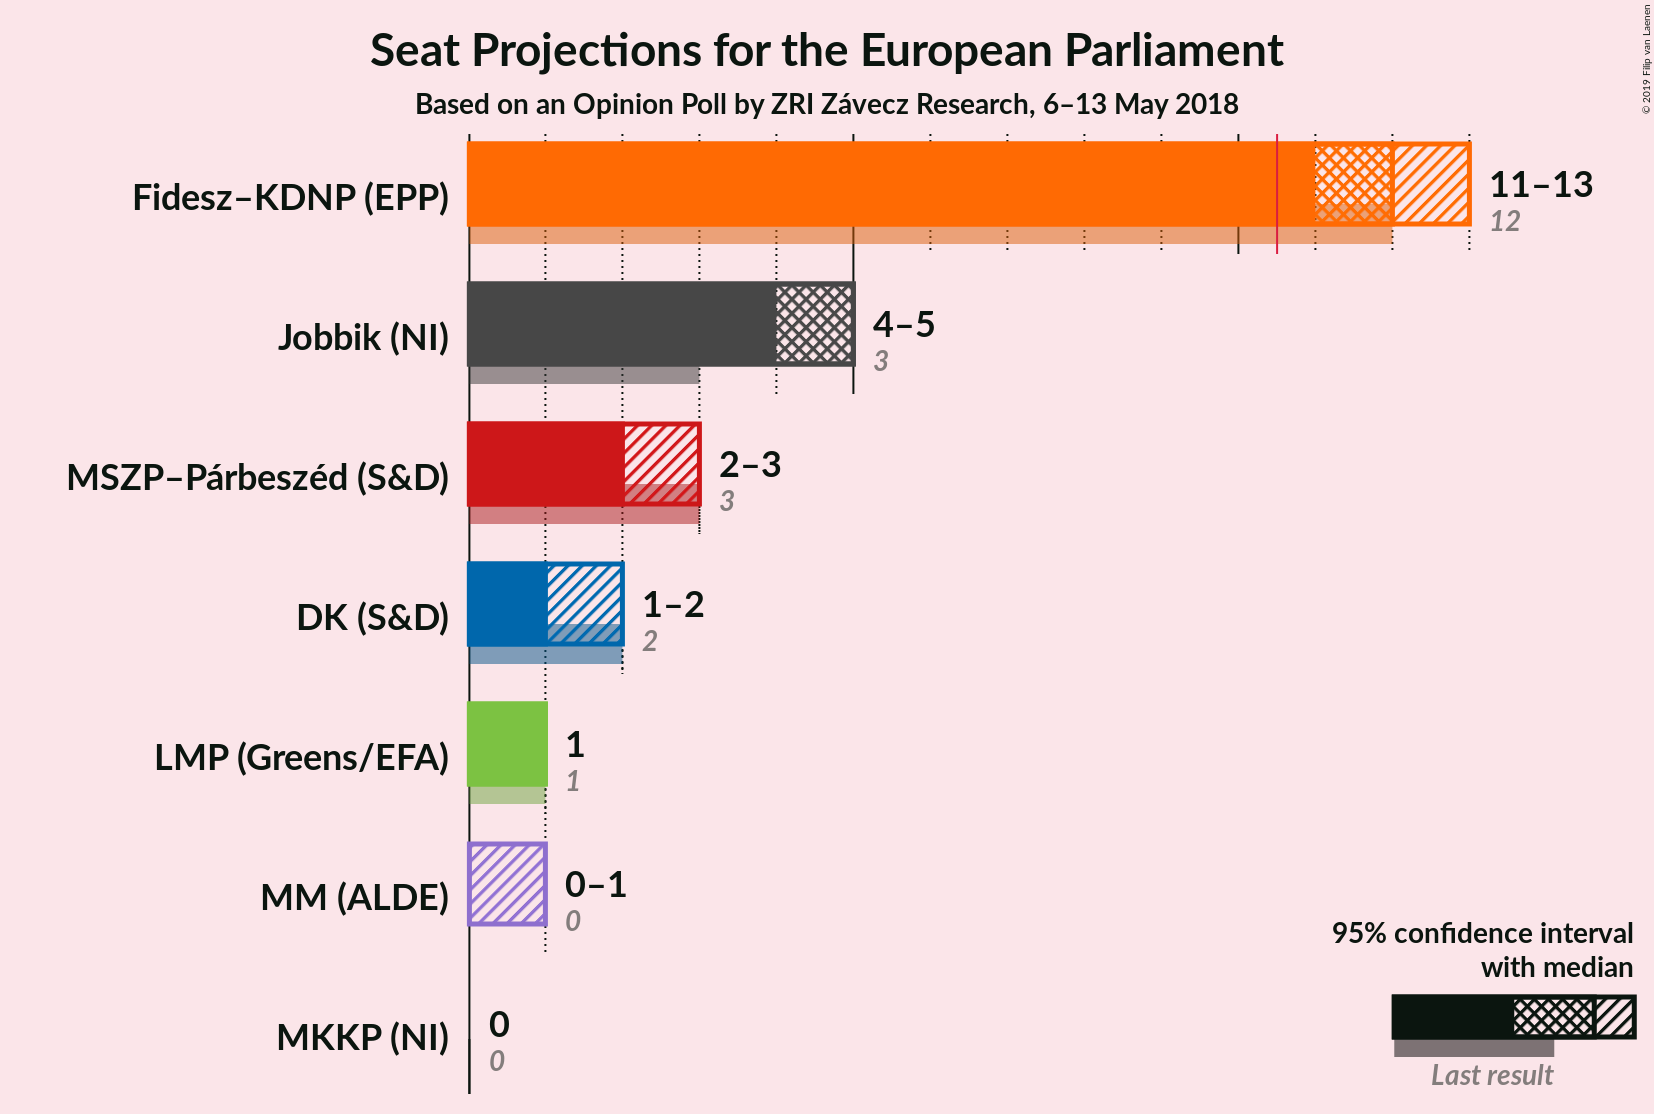 Seat Projections for the European Parliament
Based on an Opinion Poll by ZRI Závecz Research, 6–13 May 2018
© 2019 Filip van Laenen
Fidesz–KDNP (EPP)
11–13
12
Jobbik (NI)
4–5
3
MSZP–Párbeszéd (S&D)
2–3
3
DK (S&D)
1–2
2
LMP (Greens/EFA)
1
1
MM (ALDE)
0–1
0
MKKP (NI)
0
0
95% confidence interval
with median
Last result